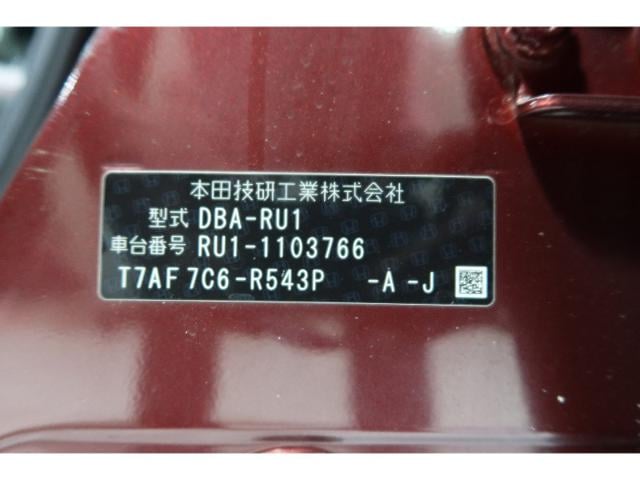 本田技研工業株式会社
型式 DBA-RU1
車台番号 RU1-1103766
T7AF 7C6-R543P -A -J